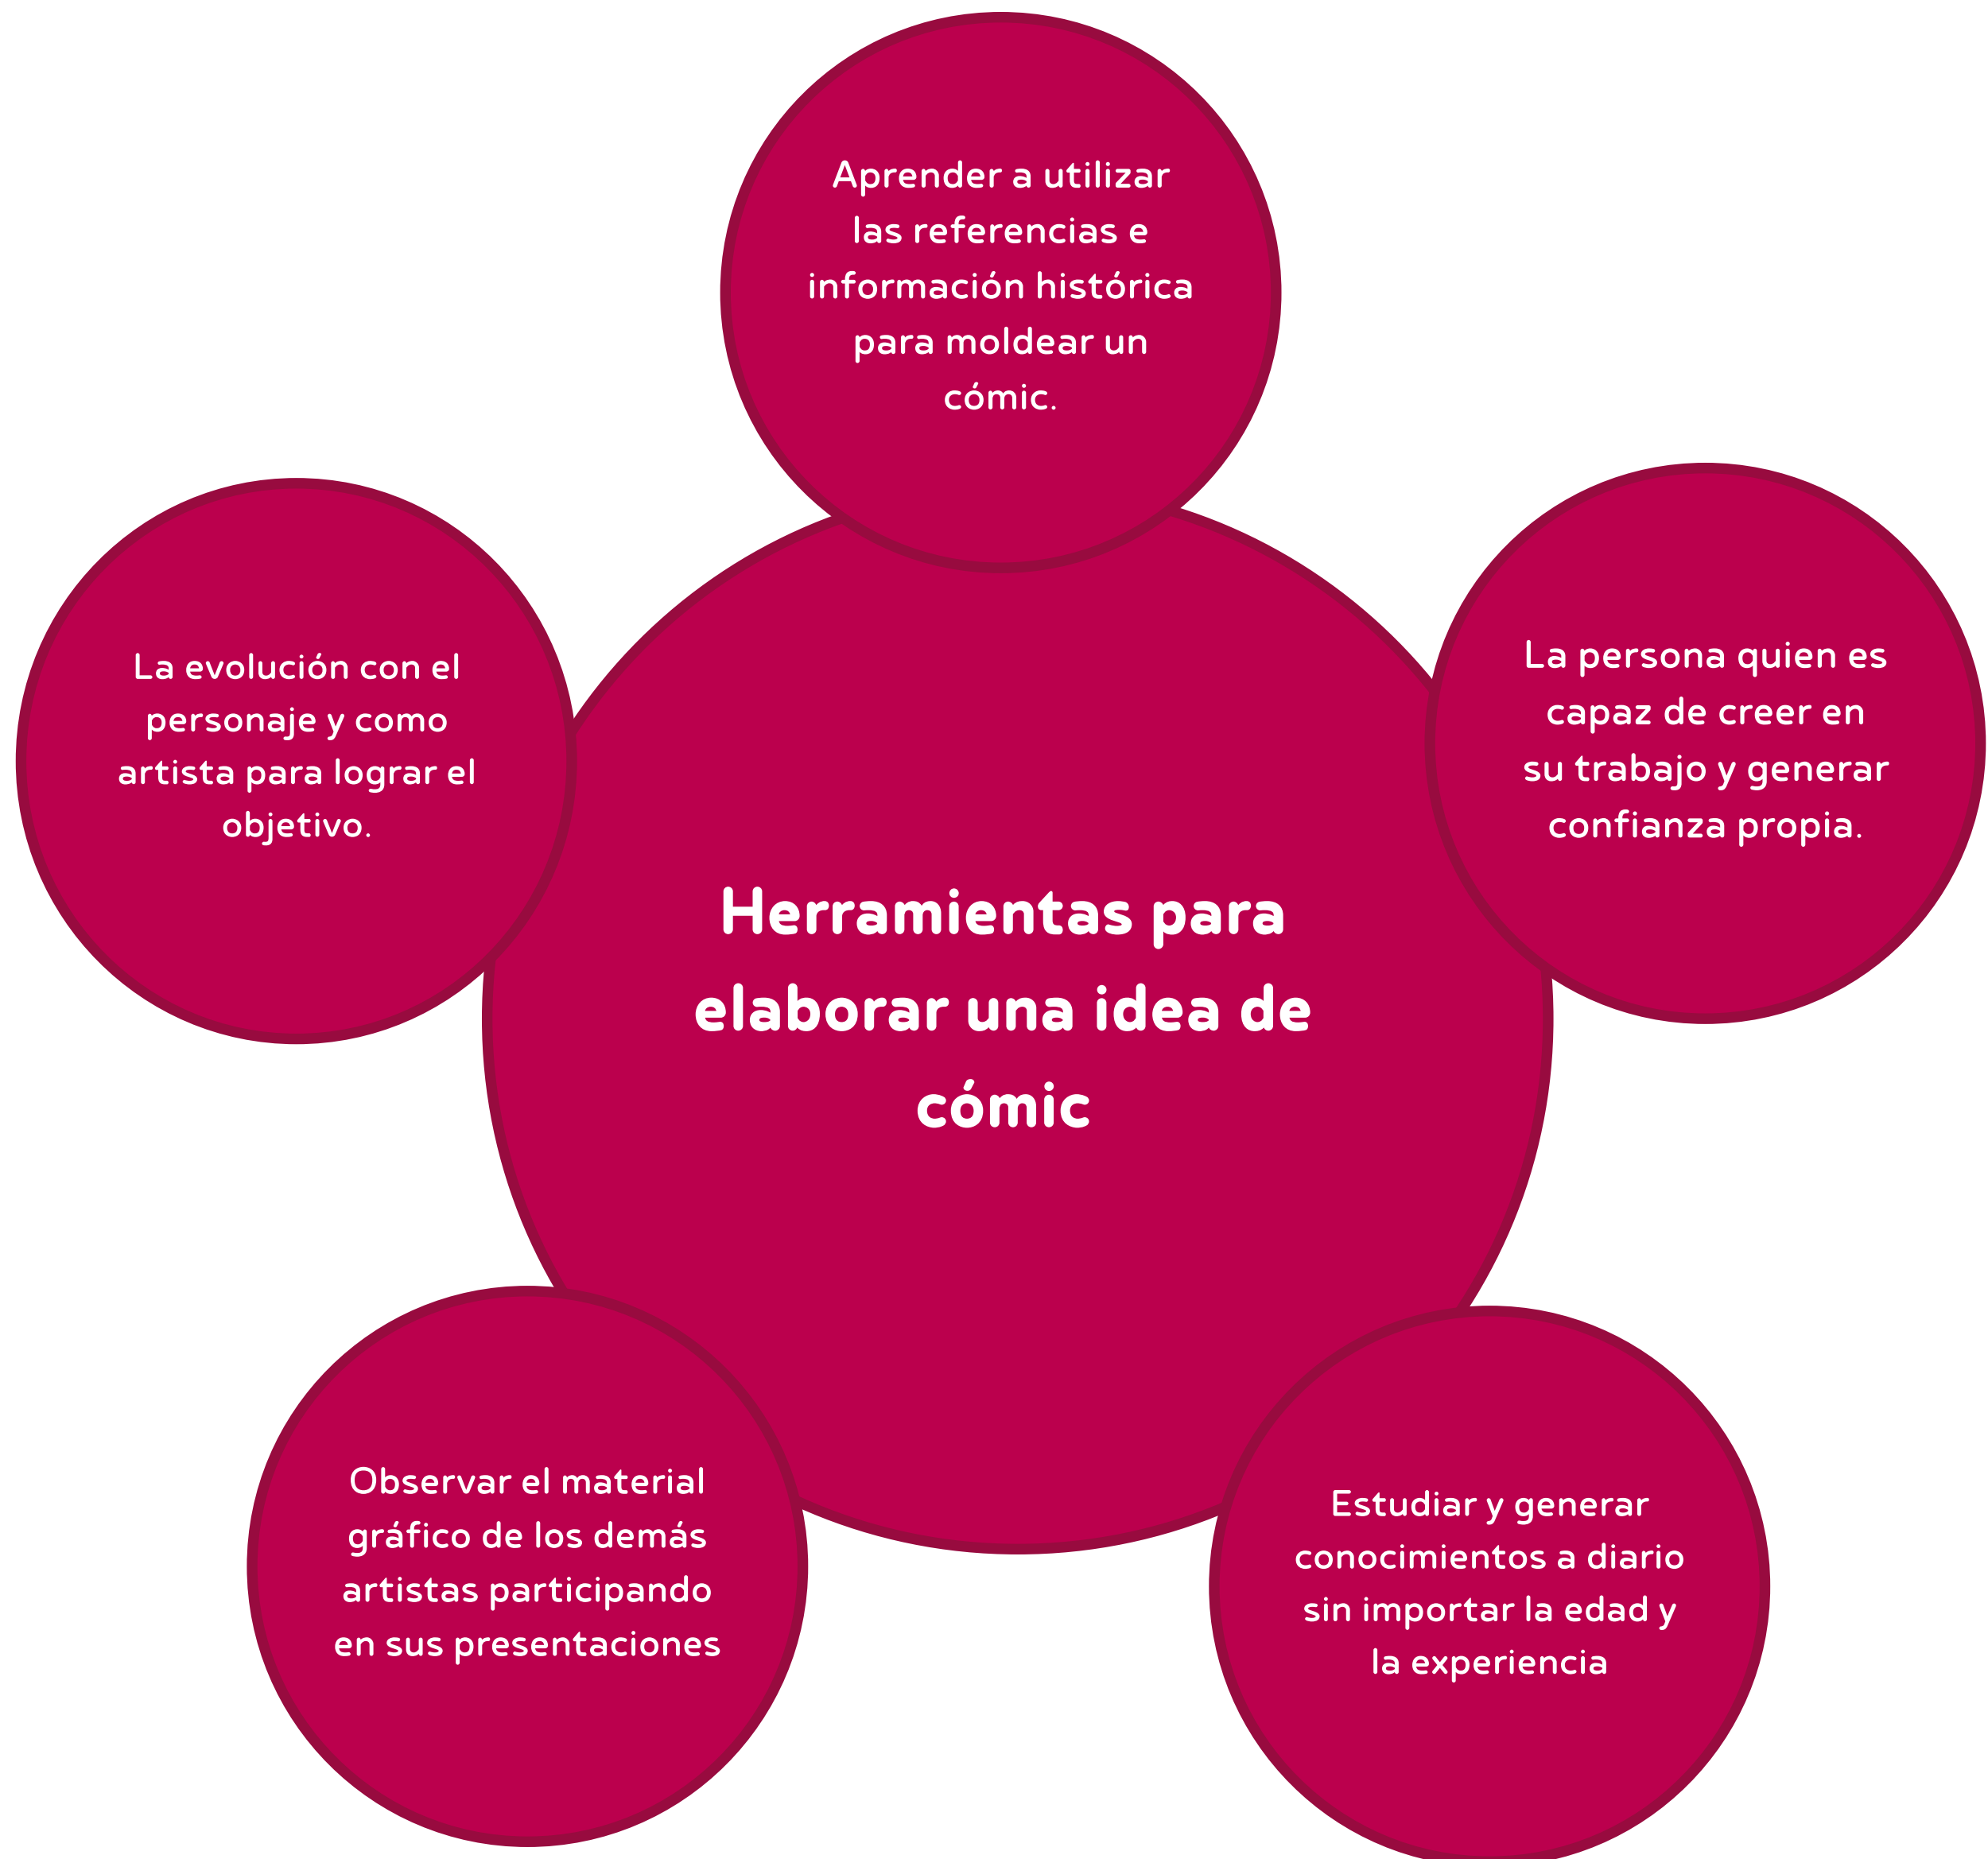 Aprender a utilizar
las referencias e
información histórica
para moldear un
cómic.
La evolución con el
personaje y como
artista para lograr el
objetivo.
La persona quien es
capaz de creer en
su trabajo y generar
confianza propia.
Herramientas para
elaborar una idea de
cómic
Observar el material
gráfico de los demás
artistas participando
en sus presentaciones
Estudiar y generar
conocimientos a diario
sin importar la edad y
la experiencia